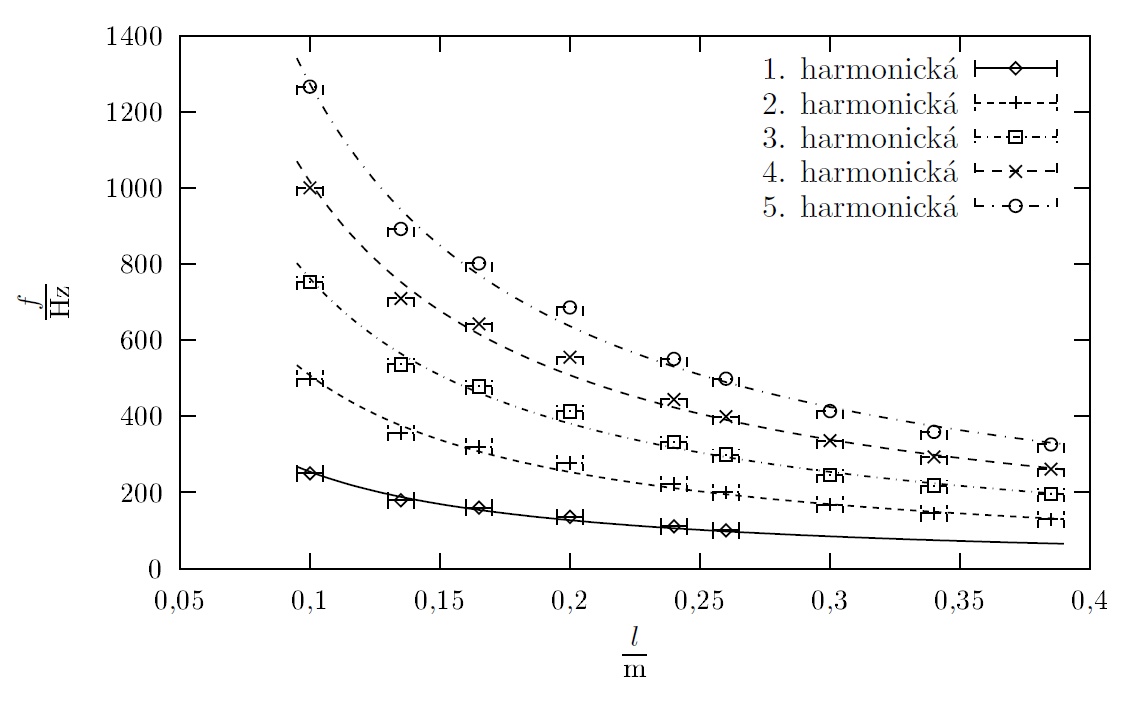 1400
1200
1000
800
600
400
200
0
f
Hz
1. harmonická
2. harmonická
3. harmonická
4. harmonická
5. harmonická
0,05 0,1 0,15 0,2 0,25 0,3 0,35 0,4
l
m